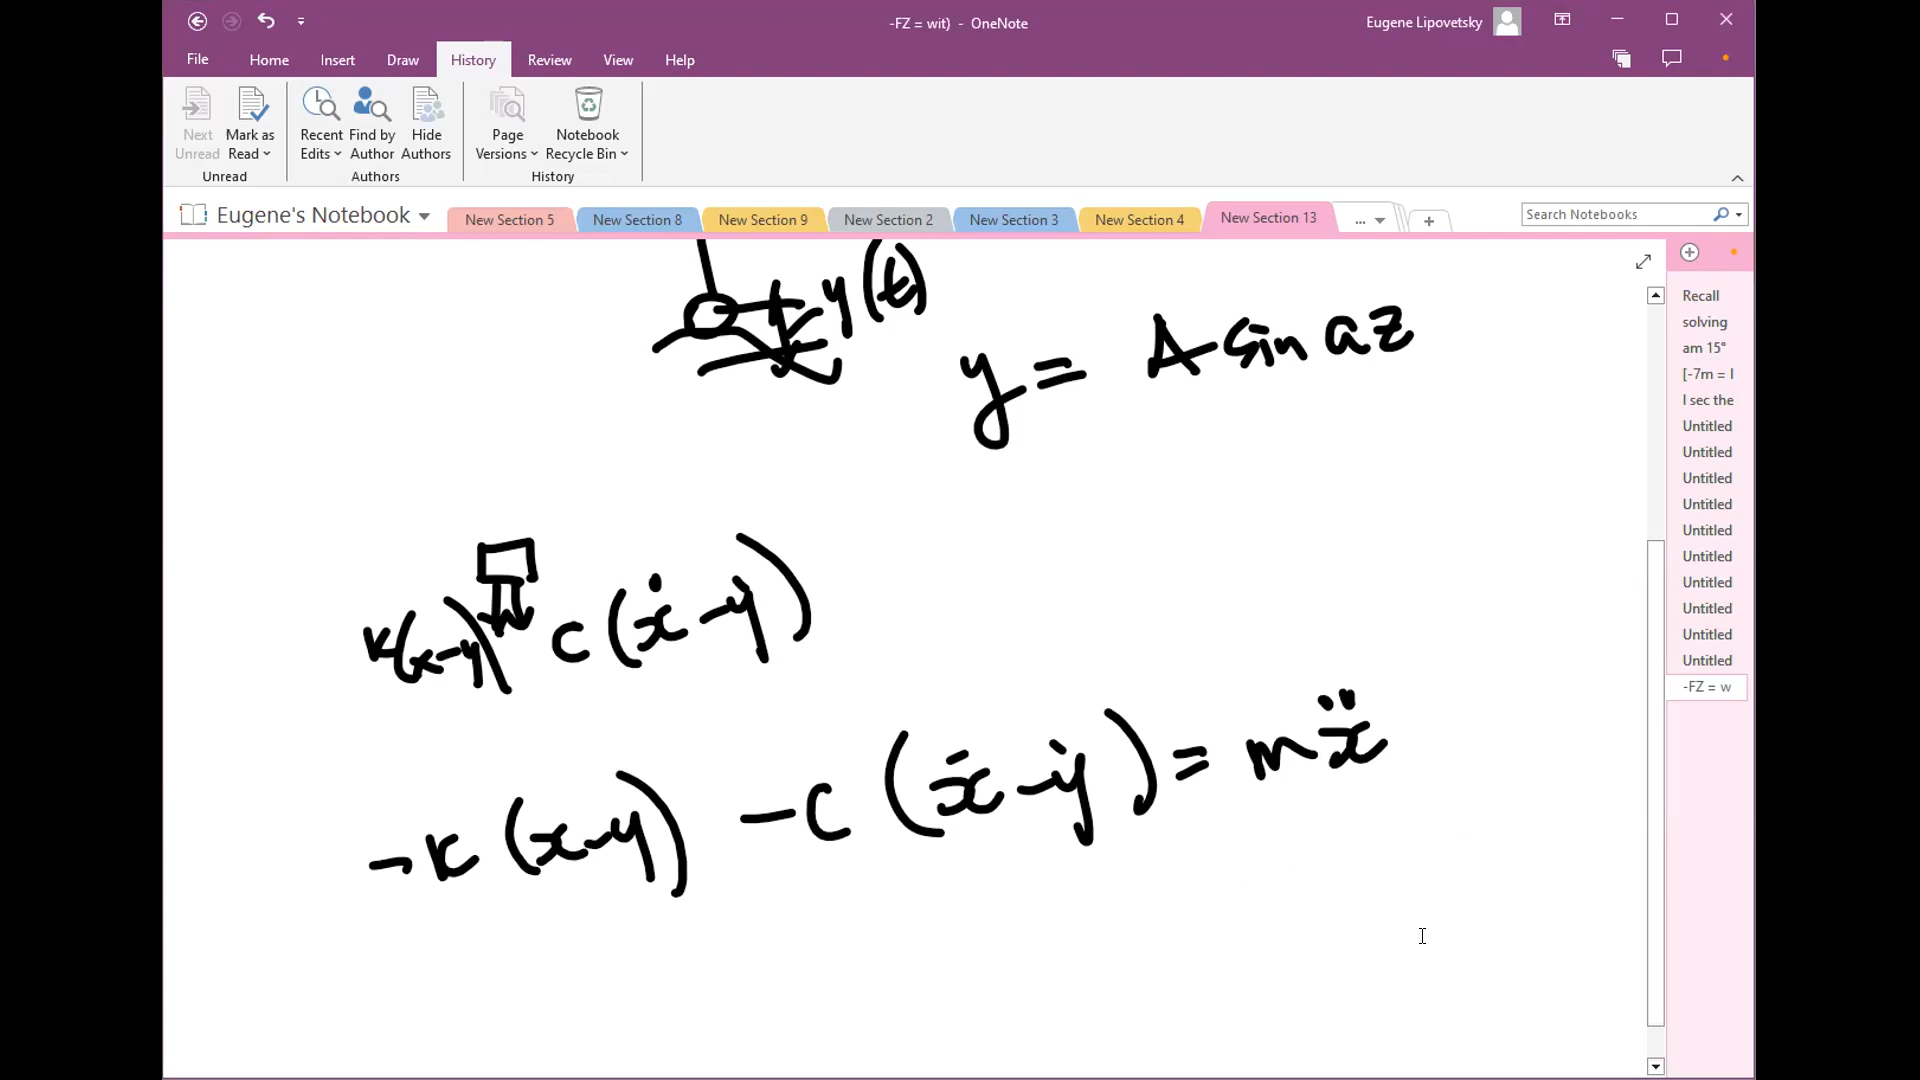 -FZ = wit) - OneNote
Eugene Lipovetsky
File Home Insert Draw History Review View Help
Next Unread
Mark as Read
Recent Edits
Find by Author
Hide Authors
Page Versions
Notebook Recycle Bin
Unread
Authors
History
Eugene's Notebook
New Section 5
New Section 8
New Section 9
New Section 2
New Section 3
New Section 4
New Section 13
...
Search Notebooks
y(t)
y = A sin az
k(x-y)
c(ẋ-ẏ)
-k(x-y) -c(ẋ-ẏ) = mẍ
Recall
solving
am 15°
[-7m = I
I sec the
Untitled
Untitled
Untitled
Untitled
Untitled
Untitled
Untitled
Untitled
Untitled
Untitled
-FZ = w